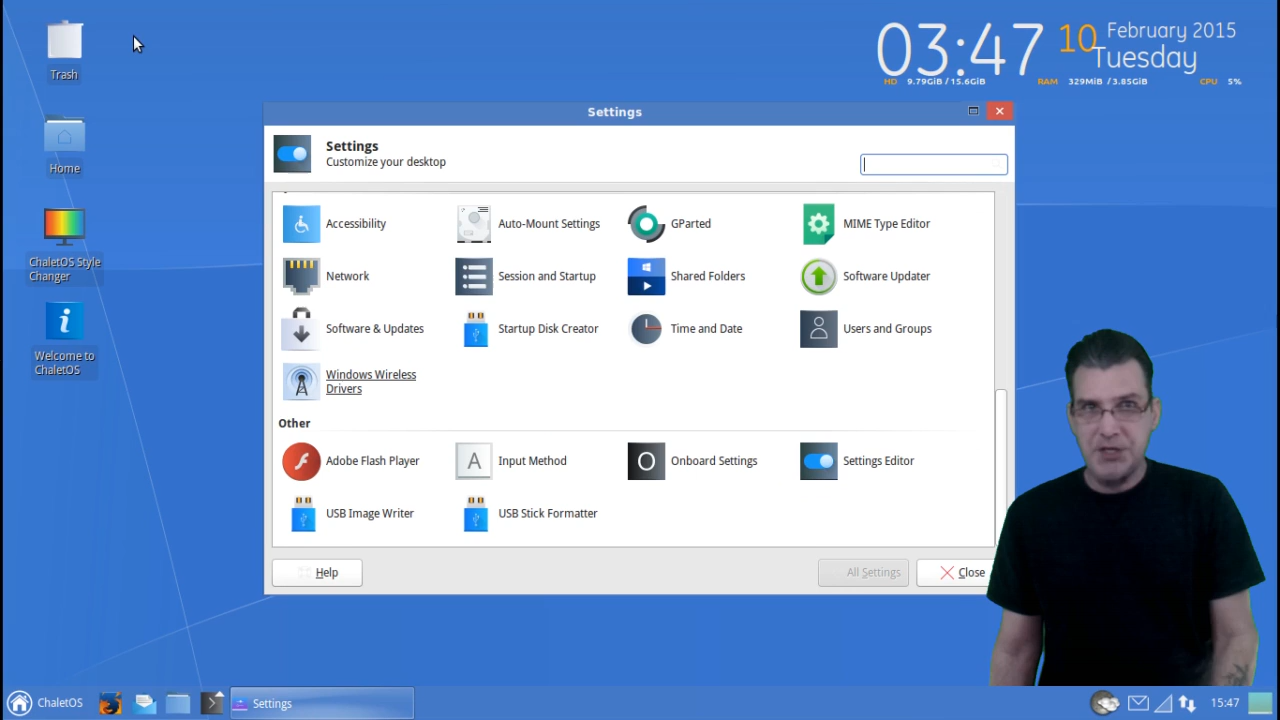 Trash
Home
ChaletOS Style
Changer
Welcome to
ChaletOS
03:47
10
February 2015
Tuesday
HD 9.79GiB / 15.6GiB
RAM 329MiB / 3.85GiB
CPU 5%
Settings
Settings
Customize your desktop
Accessibility
Auto-Mount Settings
GParted
MIME Type Editor
Network
Session and Startup
Shared Folders
Software Updater
Software & Updates
Startup Disk Creator
Time and Date
Users and Groups
Windows Wireless
Drivers
Other
Adobe Flash Player
A
Input Method
O
Onboard Settings
Settings Editor
USB Image Writer
USB Stick Formatter
Help
All Settings
Close
ChaletOS
Settings
15:47